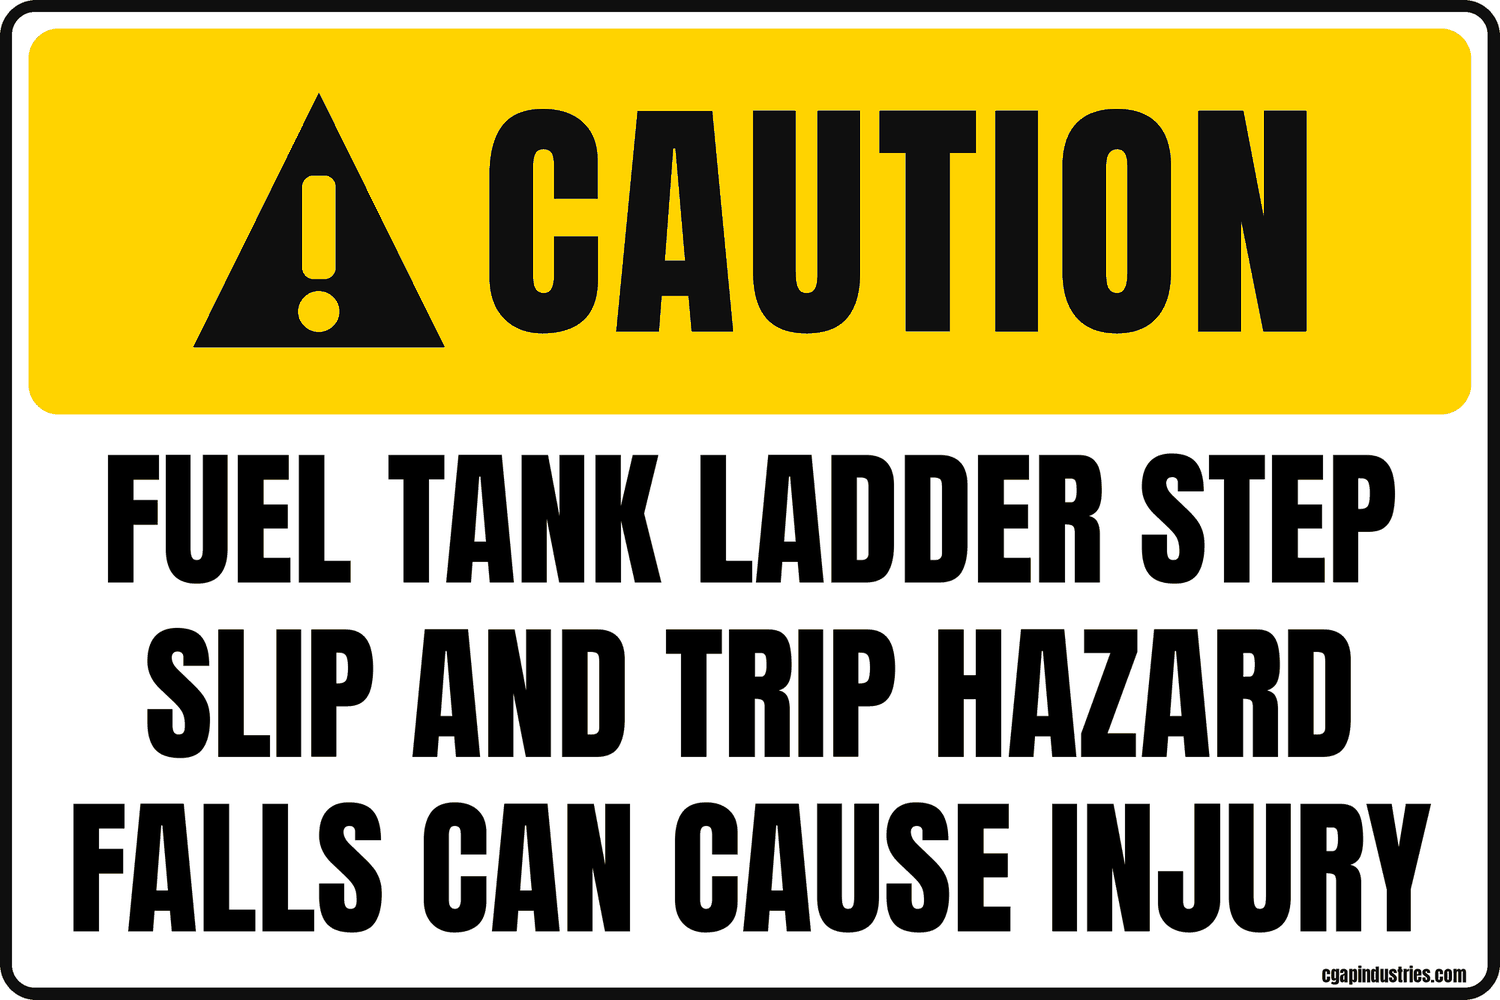 CAUTION
FUEL TANK LADDER STEP
SLIP AND TRIP HAZARD
FALLS CAN CAUSE INJURY
cgapindustries.com